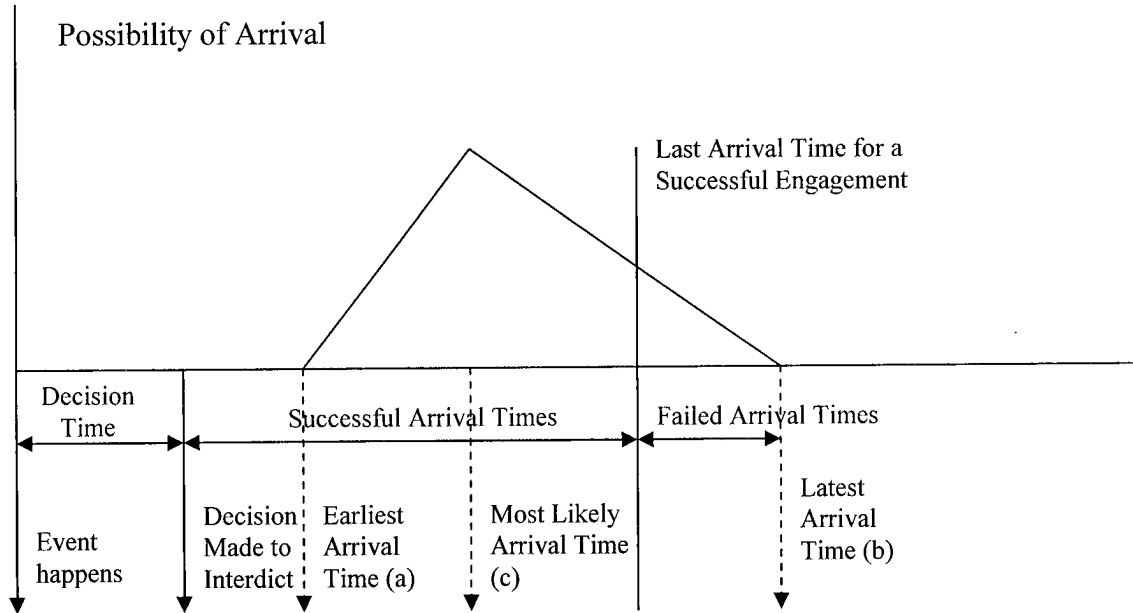 Possibility of Arrival
Last Arrival Time for a
Successful Engagement
Decision
Time
Successful Arrival Times
Failed Arrival Times
Event
happens
Decision
Made to
Interdict
Earliest
Arrival
Time (a)
Most Likely
Arrival Time
(c)
Latest
Arrival
Time (b)